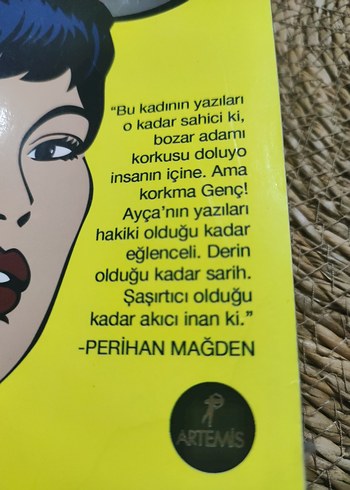 “Bu kadının yazıları
o kadar sahici ki,
bozar adamı
korkusu doluyo
insanın içine. Ama
korkma Genç!
Ayça’nın yazıları
hakiki olduğu kadar
eğlenceli. Derin
olduğu kadar sarih.
Şaşırtıcı olduğu
kadar akıcı inan ki.”
-PERİHAN MAĞDEN
ARTEMİS